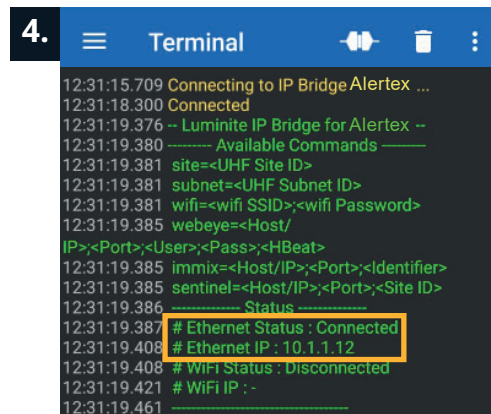 4.
Terminal
12:31:15.709 Connecting to IP Bridge Alertex ...
12:31:18.300 Connected
12:31:19.376 -- Luminite IP Bridge for Alertex --
12:31:19.380 --------- Available Commands ---------
12:31:19.381 site=<UHF Site ID>
12:31:19.381 subnet=<UHF Subnet ID>
12:31:19.381 wifi=<wifi SSID>;<wifi Password>
12:31:19.385 webeye=<Host/
IP>;<Port>;<User>;<Pass>;<HBeat>
12:31:19.385 immix=<Host/IP>;<Port>;<Identifier>
12:31:19.385 sentinel=<Host/IP>;<Port>;<Site ID>
12:31:19.386 -------------- Status --------------
12:31:19.387 # Ethernet Status : Connected
12:31:19.408 # Ethernet IP : 10.1.1.12
12:31:19.408 # WiFi Status : Disconnected
12:31:19.421 # WiFi IP : -
12:31:19.461 ------------------------------------